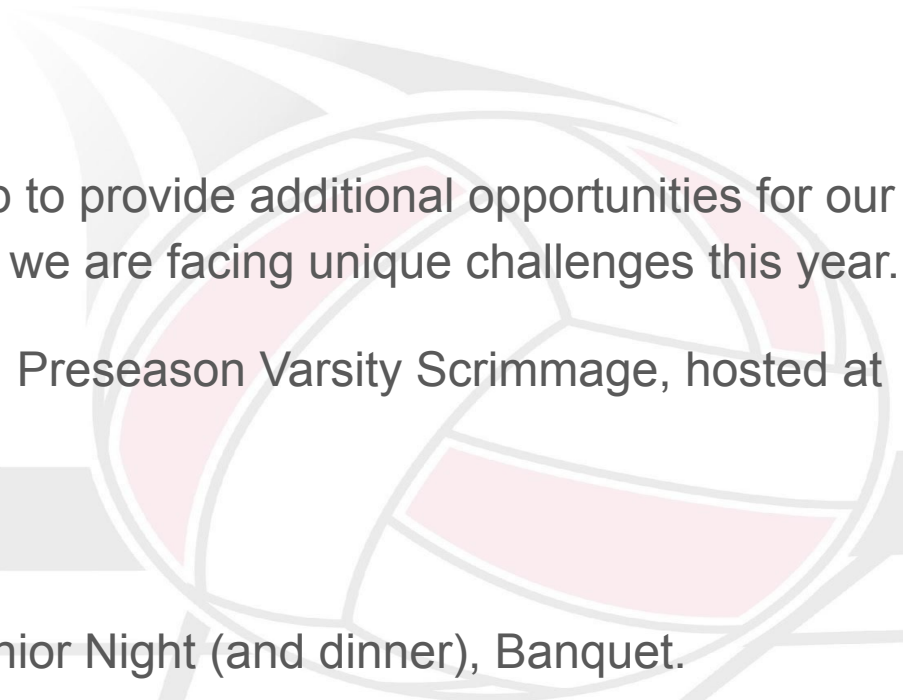 to provide additional opportunities for our
we are facing unique challenges this year.
Preseason Varsity Scrimmage, hosted at
Night (and dinner), Banquet.